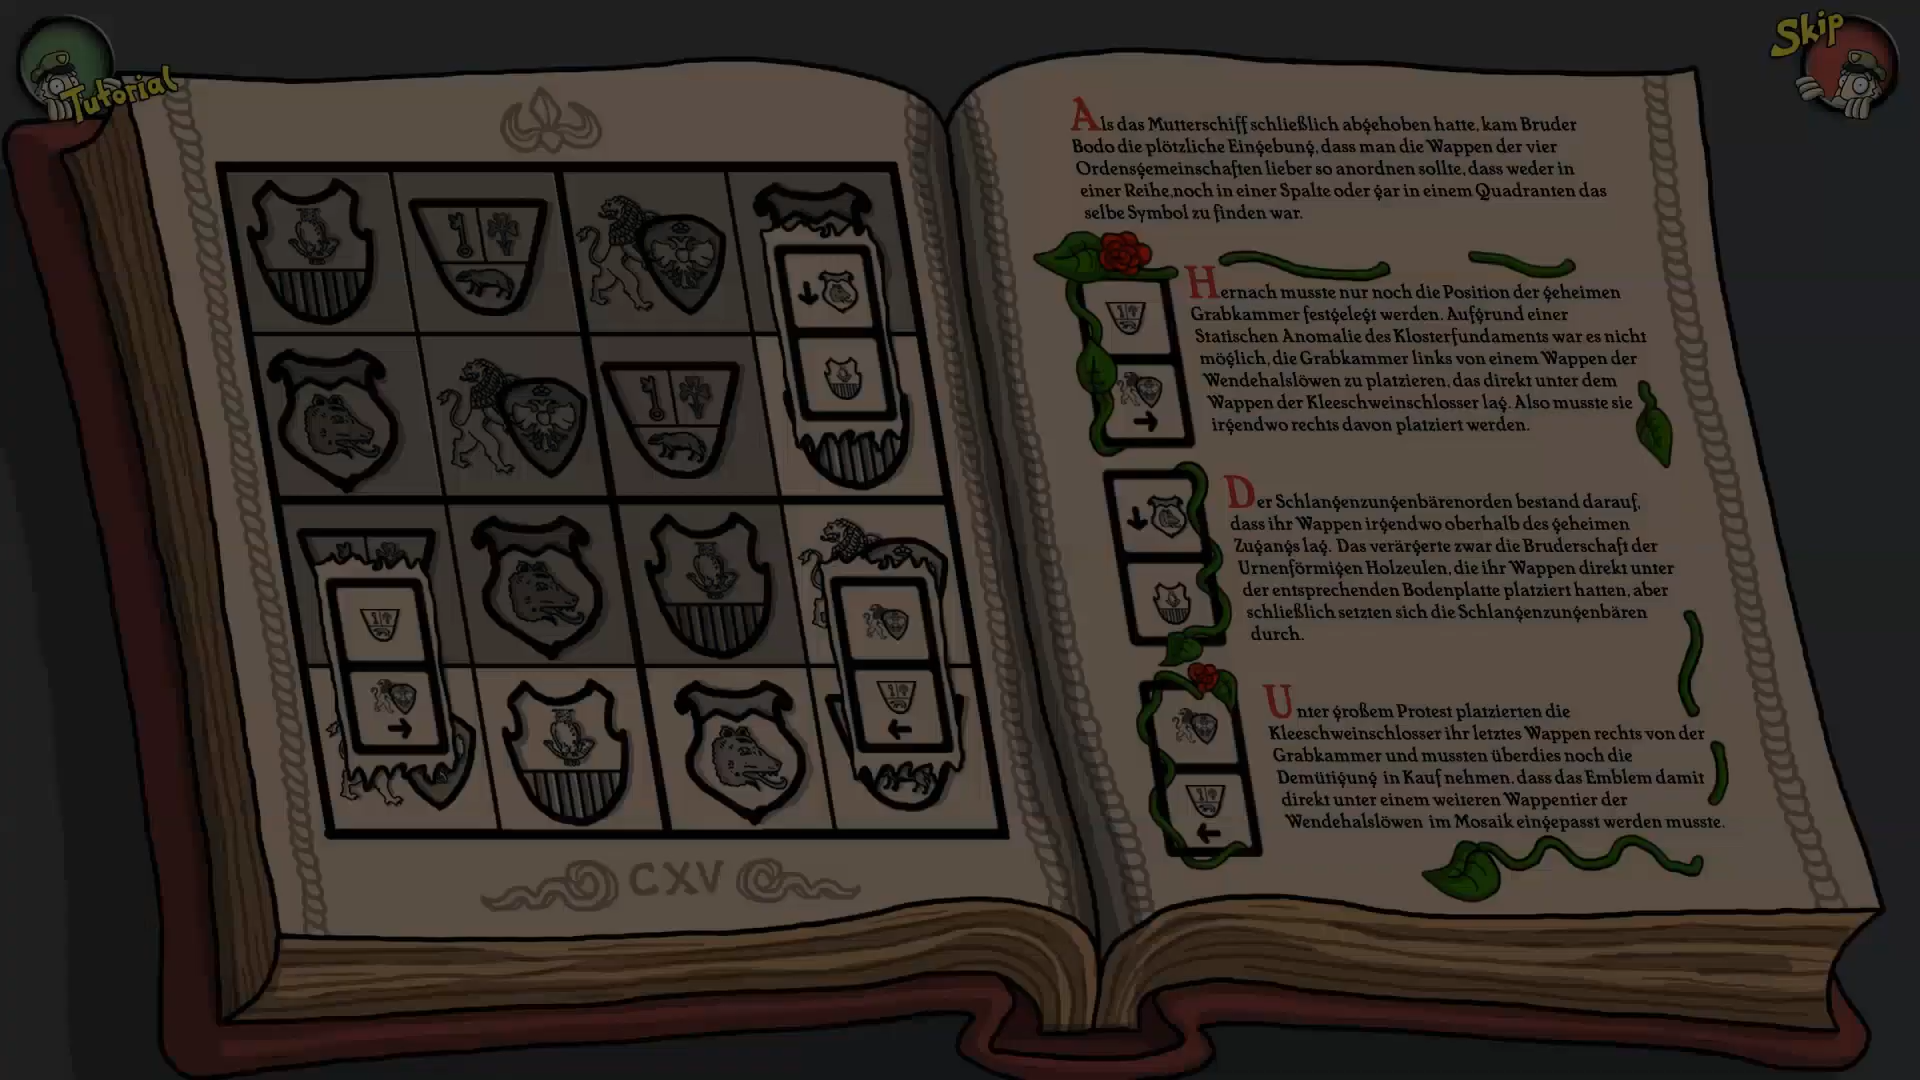 Tutorial
Skip
Als das Mutterschiff schließlich abgehoben hatte, kam Bruder
Bodo die plötzliche Eingebung, dass man die Wappen der vier
Ordensgemeinschaften lieber so anordnen sollte, dass weder in
einer Reihe,noch in einer Spalte oder gar in einem Quadranten das
selbe Symbol zu finden war.
Hernach musste nur noch die Position der geheimen
Grabkammer festgelegt werden. Aufgrund einer
Statischen Anomalie des Klosterfundaments war es nicht
möglich, die Grabkammer links von einem Wappen der
Wendehalslöwen zu platzieren, das direkt unter dem
Wappen der Kleeschweinschlosser lag. Also musste sie
irgendwo rechts davon platziert werden.
Der Schlangenzungenbärenorden bestand darauf,
dass ihr Wappen irgendwo oberhalb des geheimen
Zugangs lag. Das verärgerte zwar die Bruderschaft der
Urnenförmigen Holzeulen, die ihr Wappen direkt unter
der entsprechenden Bodenplatte platziert hatten, aber
schließlich setzten sich die Schlangenzungenbären
durch.
Unter großem Protest platzierten die
Kleeschweinschlosser ihr letztes Wappen rechts von der
Grabkammer und mussten überdies noch die
Demütigung in Kauf nehmen, dass das Emblem damit
direkt unter einem weiteren Wappentier der
Wendehalslöwen im Mosaik eingepasst werden musste.
CXV